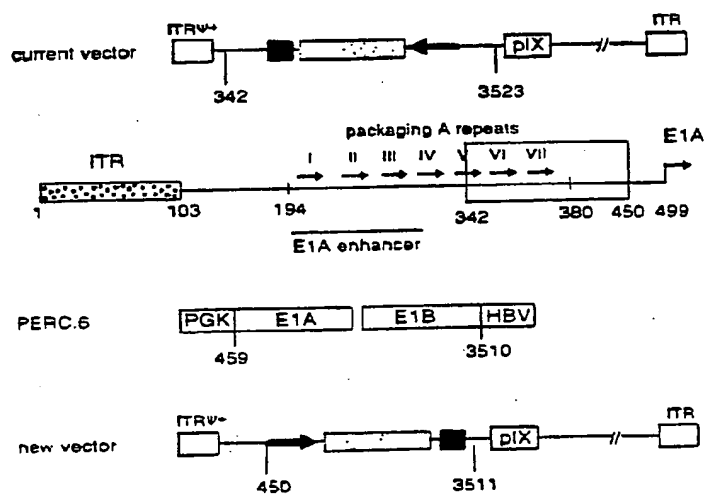 ITRΨ→ ITR
current vector pIX
342 3523
packaging A repeats
E1A
ITR I II III IV V VI VII
1 103 194 342 380 450 499
E1A enhancer
PERC.6 PGK E1A E1B HBV
459 3510
ITRΨ→ ITR
new vector pIX
450 3511